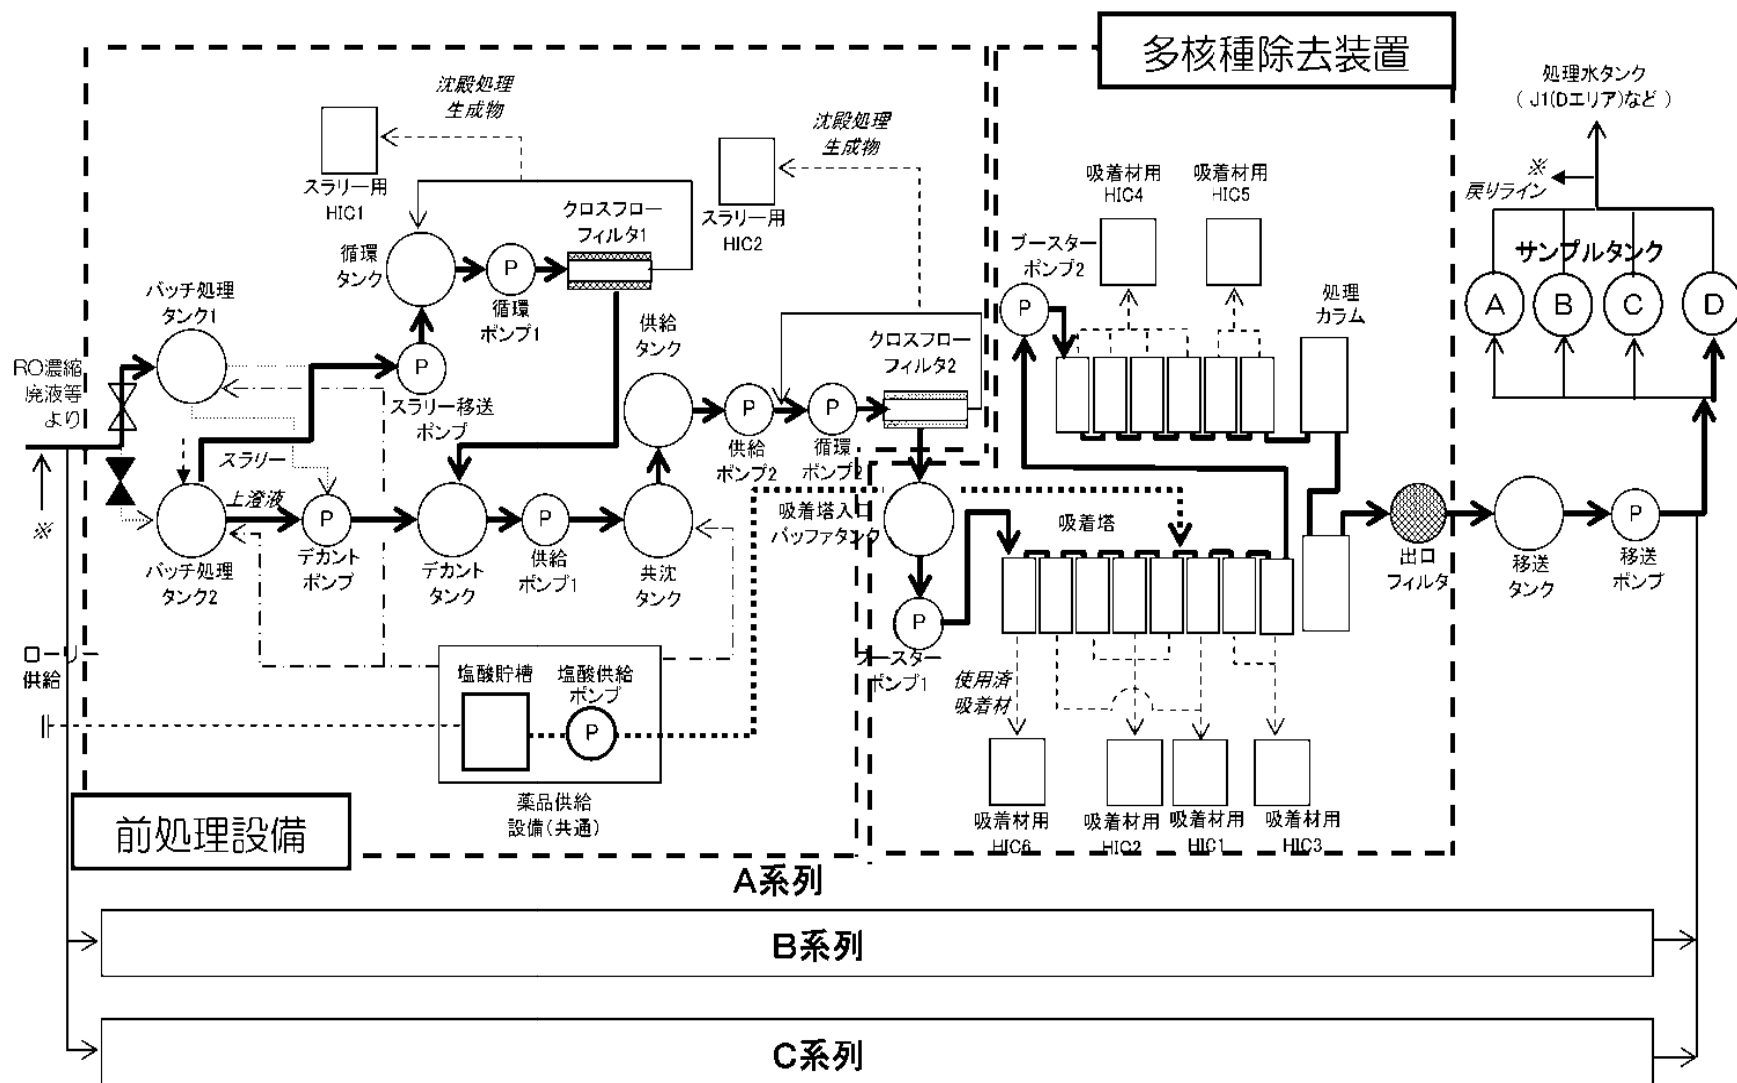 多核種除去装置
処理水タンク
( J1(Dエリア)など )
沈殿処理
生成物
沈殿処理
生成物
※
戻りライン
スラリー用
HIC1
スラリー用
HIC2
吸着材用
HIC4
吸着材用
HIC5
クロスフロー
フィルタ1
循環
タンク
P
循環
ポンプ1
ブースター
ポンプ2
P
サンプルタンク
A
B
C
D
バッチ処理
タンク1
供給
タンク
処理
カラム
クロスフロー
フィルタ2
RO濃縮
廃液等
より
P
スラリー移送
ポンプ
P
供給
ポンプ2
P
循環
ポンプ2
スラリー
上澄液
※
バッチ処理
タンク2
P
デカント
ポンプ
デカント
タンク
P
供給
ポンプ1
共沈
タンク
吸着塔入口
バッファタンク
吸着塔
出口
フィルタ
移送
タンク
P
移送
ポンプ
P
ブースター
ポンプ1
使用済
吸着材
ローリー
供給
塩酸貯槽
塩酸供給
ポンプ
P
薬品供給
設備(共通)
吸着材用
HIC6
吸着材用
HIC2
吸着材用
HIC1
吸着材用
HIC3
前処理設備
A系列
B系列
C系列